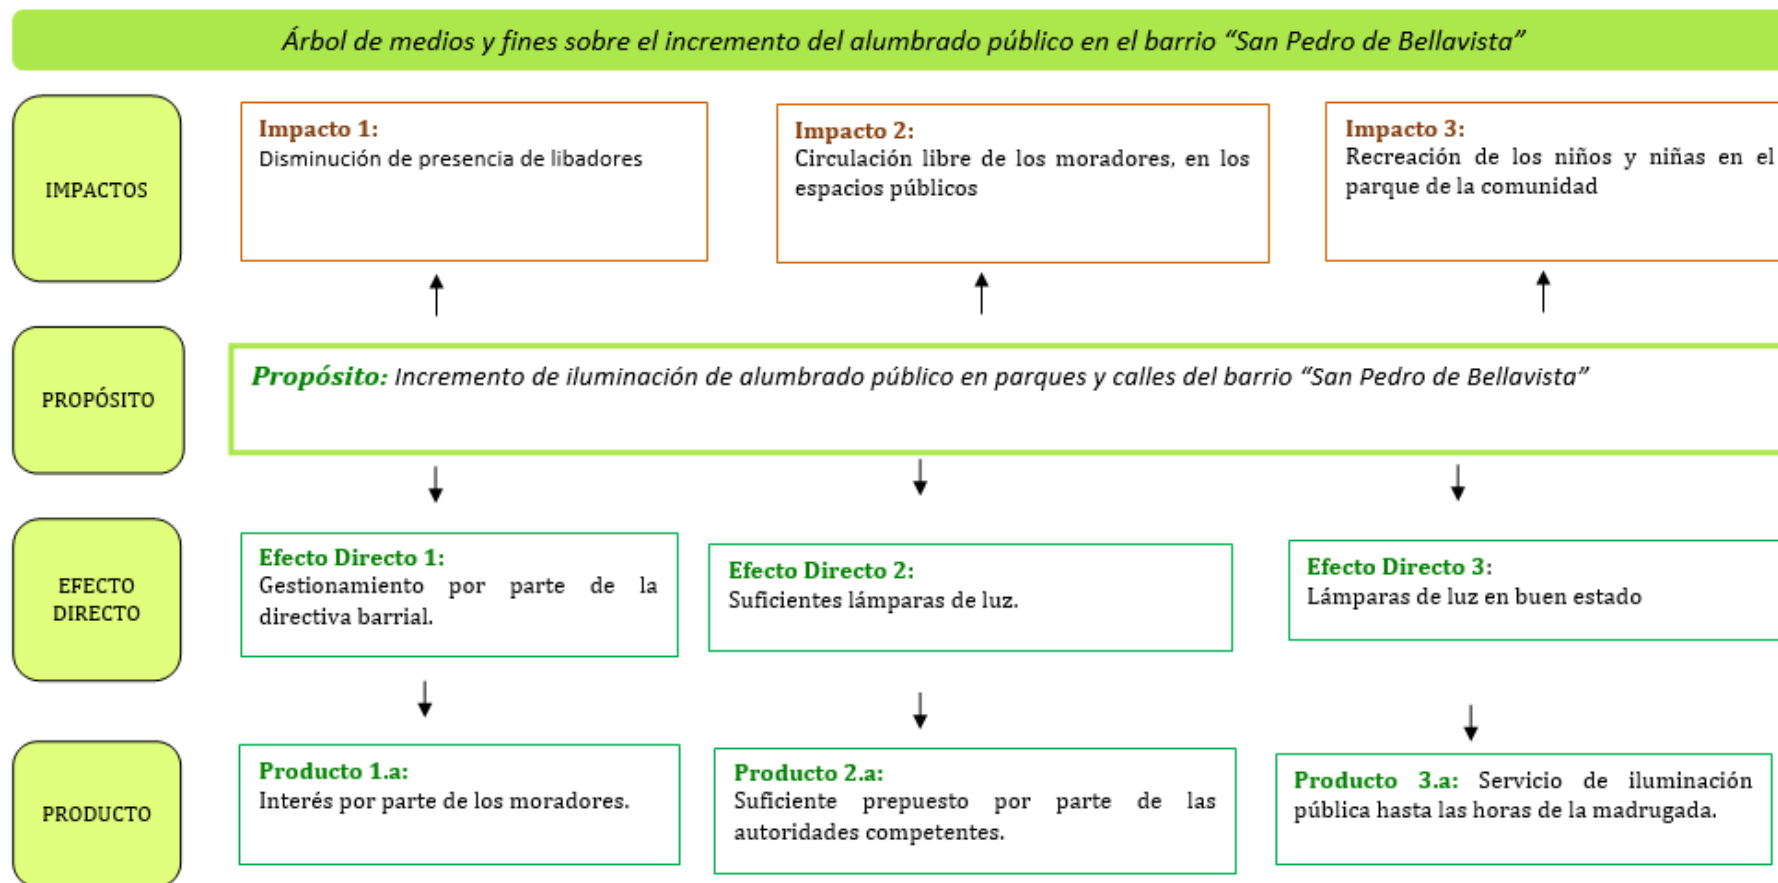 Árbol de medios y fines sobre el incremento del alumbrado público en el barrio “San Pedro de Bellavista”
IMPACTOS
Impacto 1:
Disminución de presencia de libadores
Impacto 2:
Circulación libre de los moradores, en los
espacios públicos
Impacto 3:
Recreación de los niños y niñas en el
parque de la comunidad
PROPÓSITO
Propósito: Incremento de iluminación de alumbrado público en parques y calles del barrio “San Pedro de Bellavista”
EFECTO
DIRECTO
Efecto Directo 1:
Gestionamiento por parte de la
directiva barrial.
Efecto Directo 2:
Suficientes lámparas de luz.
Efecto Directo 3:
Lámparas de luz en buen estado
PRODUCTO
Producto 1.a:
Interés por parte de los moradores.
Producto 2.a:
Suficiente prepuesto por parte de las
autoridades competentes.
Producto 3.a: Servicio de iluminación
pública hasta las horas de la madrugada.